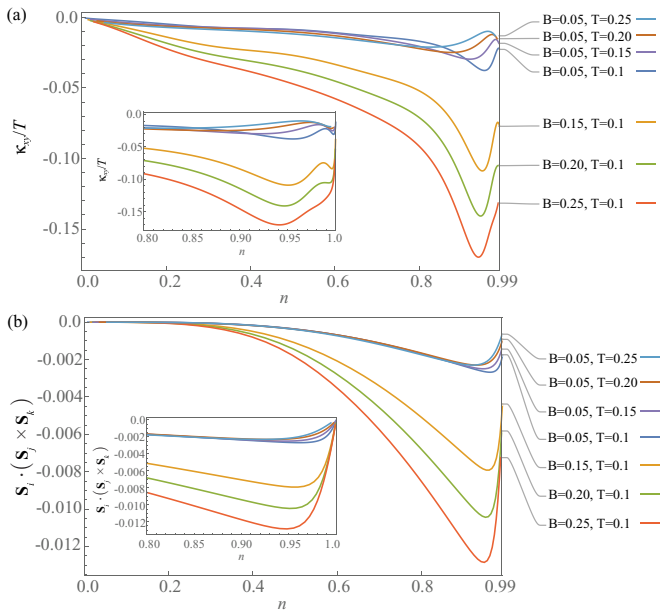 (a)
0.00
-0.05
-0.10
-0.15
κxy/T
0.0
0.2
0.4
0.6
0.8
0.99
n
B=0.05, T=0.25
B=0.05, T=0.20
B=0.05, T=0.15
B=0.05, T=0.1
B=0.15, T=0.1
B=0.20, T=0.1
B=0.25, T=0.1
0.00
-0.05
-0.10
-0.15
κxy/T
0.80
0.85
0.90
0.95
1.0
n
(b)
0.0
-0.002
-0.004
-0.006
-0.008
-0.010
-0.012
Si·(Sj×Sk)
0.0
0.2
0.4
0.6
0.8
0.99
n
B=0.05, T=0.25
B=0.05, T=0.20
B=0.05, T=0.15
B=0.05, T=0.1
B=0.15, T=0.1
B=0.20, T=0.1
B=0.25, T=0.1
0.0
-0.002
-0.004
-0.006
-0.008
-0.010
-0.012
Si·(Sj×Sk)
0.80
0.85
0.90
0.95
1.0
n